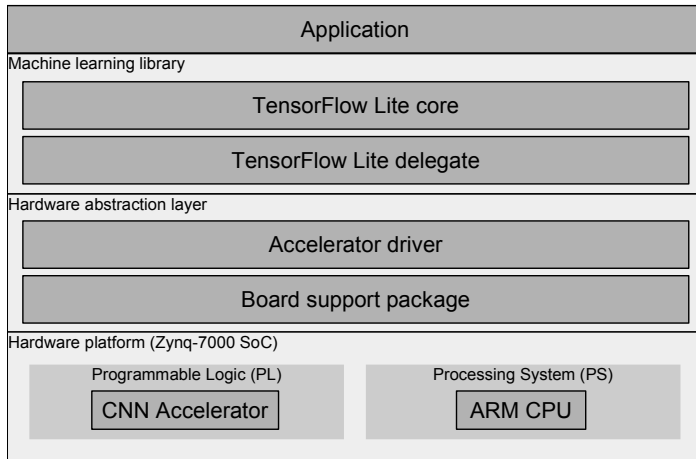 Application
Machine learning library
TensorFlow Lite core
TensorFlow Lite delegate
Hardware abstraction layer
Accelerator driver
Board support package
Hardware platform (Zynq-7000 SoC)
Programmable Logic (PL)
CNN Accelerator
Processing System (PS)
ARM CPU